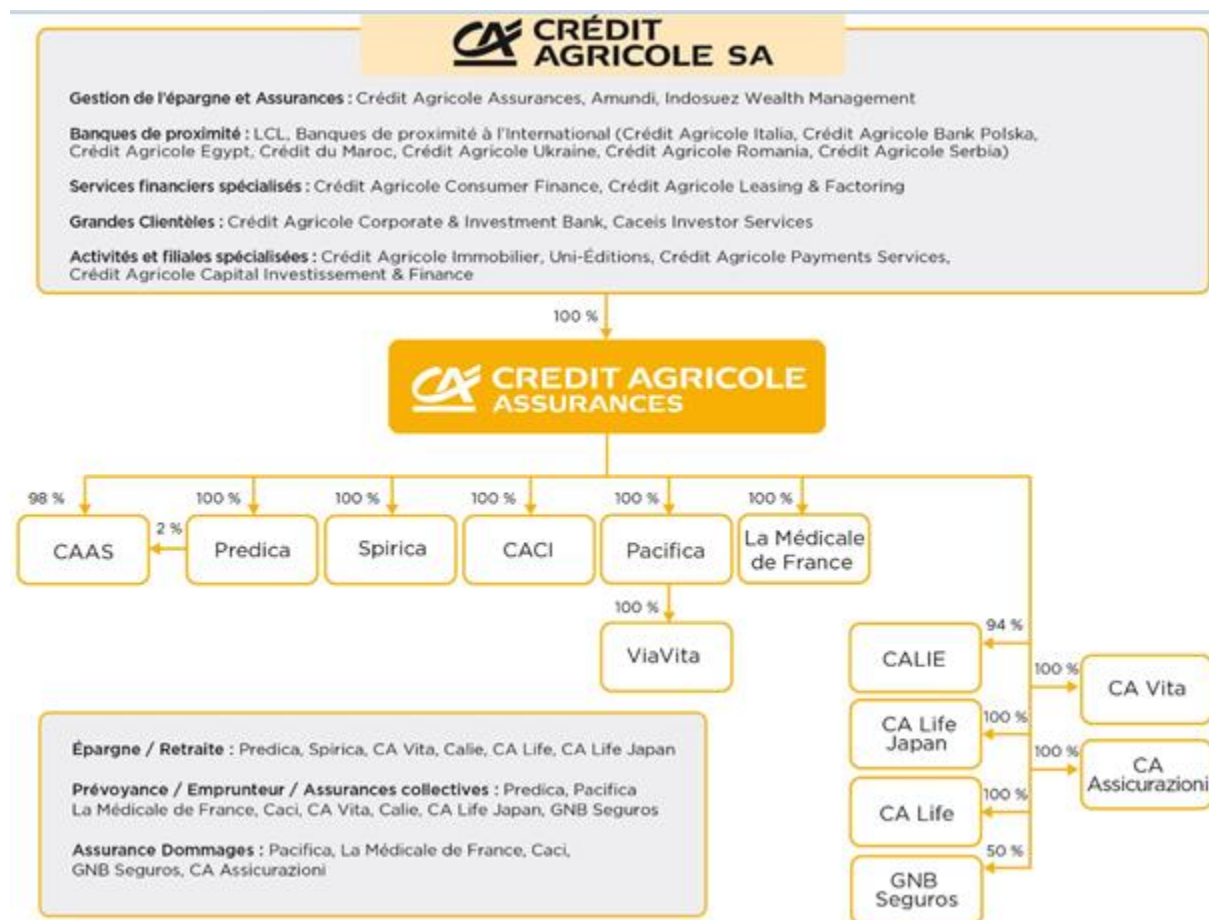 CRÉDIT
AGRICOLE SA
Gestion de l'épargne et Assurances : Crédit Agricole Assurances, Amundi, Indosuez Wealth Management
Banques de proximité : LCL, Banques de proximité à l'International (Crédit Agricole Italia, Crédit Agricole Bank Polska,
Crédit Agricole Egypt, Crédit du Maroc, Crédit Agricole Ukraine, Crédit Agricole Romania, Crédit Agricole Serbia)
Services financiers spécialisés : Crédit Agricole Consumer Finance, Crédit Agricole Leasing & Factoring
Grandes Clientèles : Crédit Agricole Corporate & Investment Bank, Caceis Investor Services
Activités et filiales spécialisées : Crédit Agricole Immobilier, Uni-Éditions, Crédit Agricole Payments Services,
Crédit Agricole Capital Investissement & Finance
100 %
CREDIT AGRICOLE
ASSURANCES
98 %
100 %
100 %
100 %
100 %
100 %
CAAS
2 %
Predica
Spirica
CACI
Pacifica
La Médicale
de France
100 %
ViaVita
94 %
CALIE
100 %
CA Vita
100 %
CA Life
Japan
100 %
CA
Assicurazioni
100 %
CA Life
50 %
GNB
Seguros
Épargne / Retraite : Predica, Spirica, CA Vita, Calie, CA Life, CA Life Japan
Prévoyance / Emprunteur / Assurances collectives : Predica, Pacifica
La Médicale de France, Caci, CA Vita, Calie, CA Life Japan, GNB Seguros
Assurance Dommages : Pacifica, La Médicale de France, Caci,
GNB Seguros, CA Assicurazioni